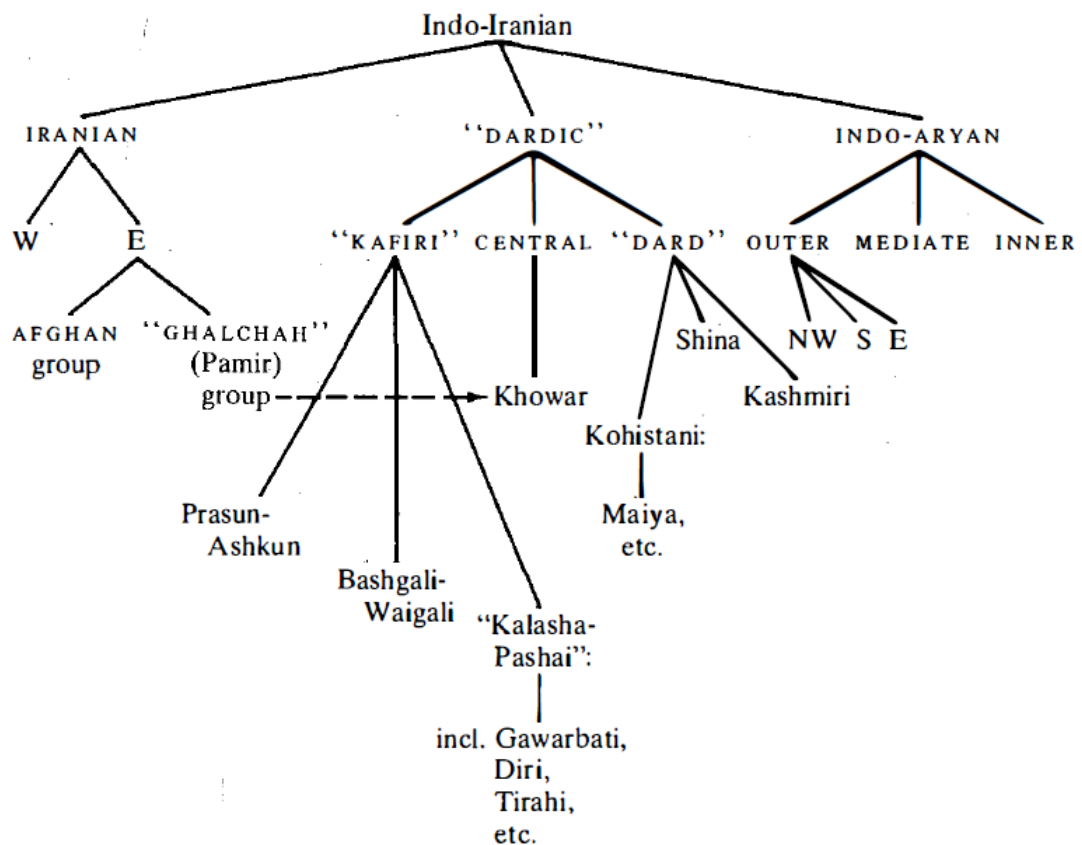 Indo-Iranian
IRANIAN
“DARDIC”
INDO-ARYAN
W
E
“KAFIRI”
CENTRAL
“DARD”
OUTER
MEDIATE
INNER
AFGHAN
group
“GHALCHAH”
(Pamir)
group
Shina
NW
S
E
Khowar
Kashmiri
Kohistani:
Prasun-
Ashkun
Maiya,
etc.
Bashgali-
Waigali
“Kalasha-
Pashai”:
incl. Gawarbati,
Diri,
Tirahi,
etc.